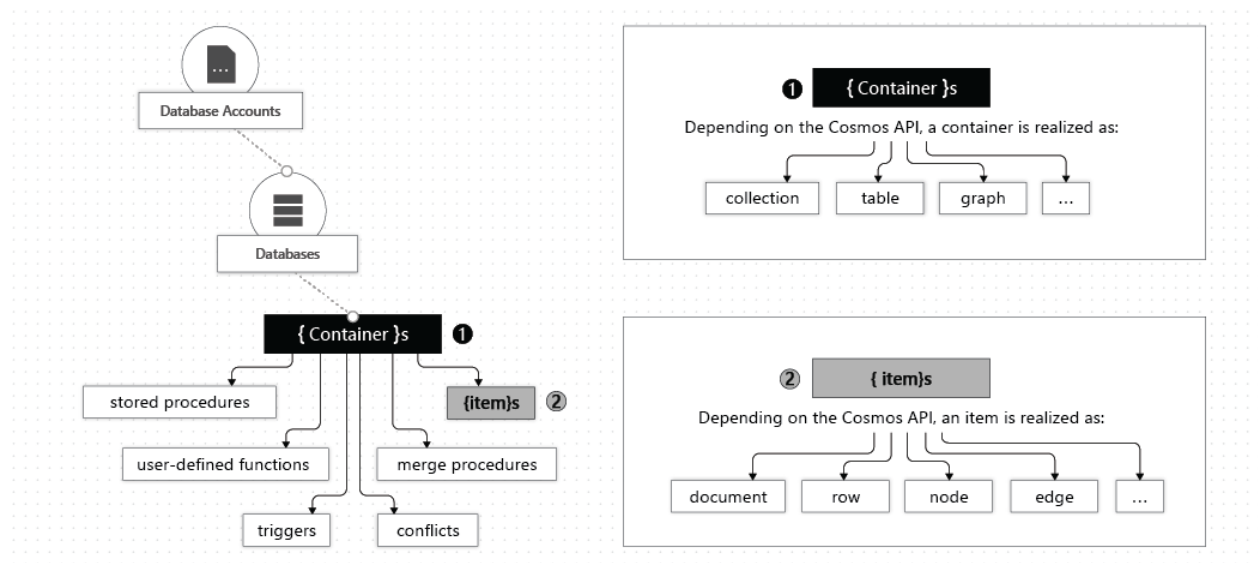 ...
Database Accounts
Databases
{ Container }s 1
stored procedures
{item}s 2
user-defined functions
merge procedures
triggers
conflicts
1 { Container }s
Depending on the Cosmos API, a container is realized as:
collection
table
graph
...
2 { item}s
Depending on the Cosmos API, an item is realized as:
document
row
node
edge
...